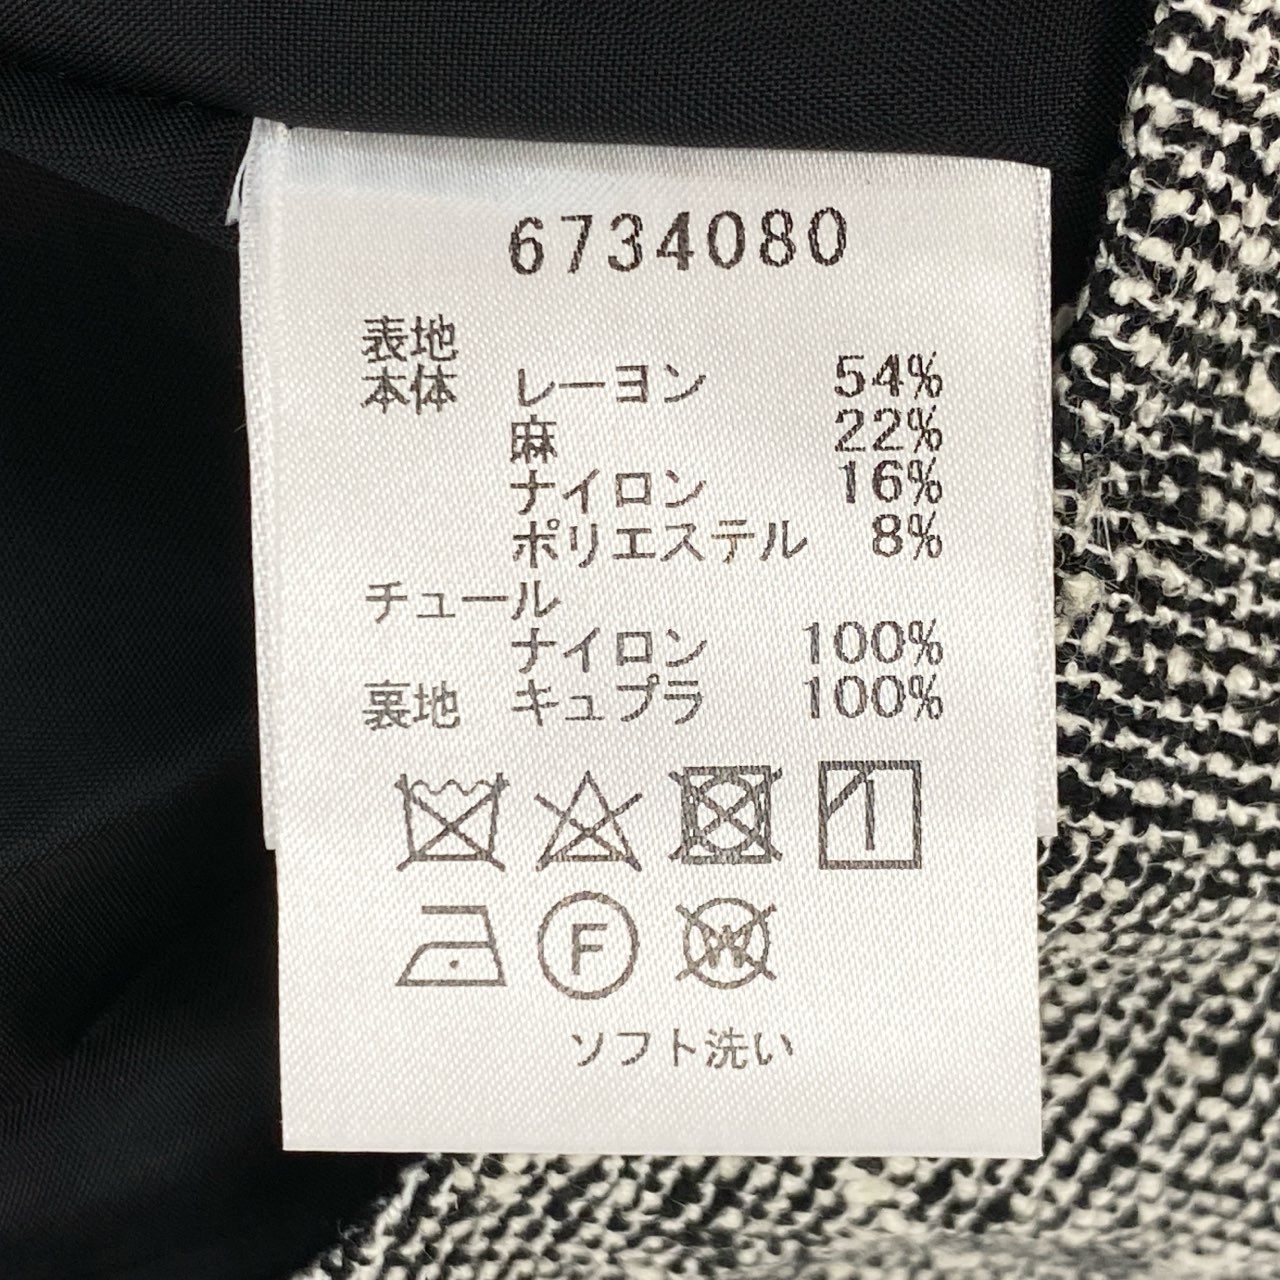 6734080
表地
本体 レーヨン 54%
麻 22%
ナイロン 16%
ポリエステル 8%
チュール
ナイロン 100%
裏地 キュプラ 100%
F W
ソフト洗い